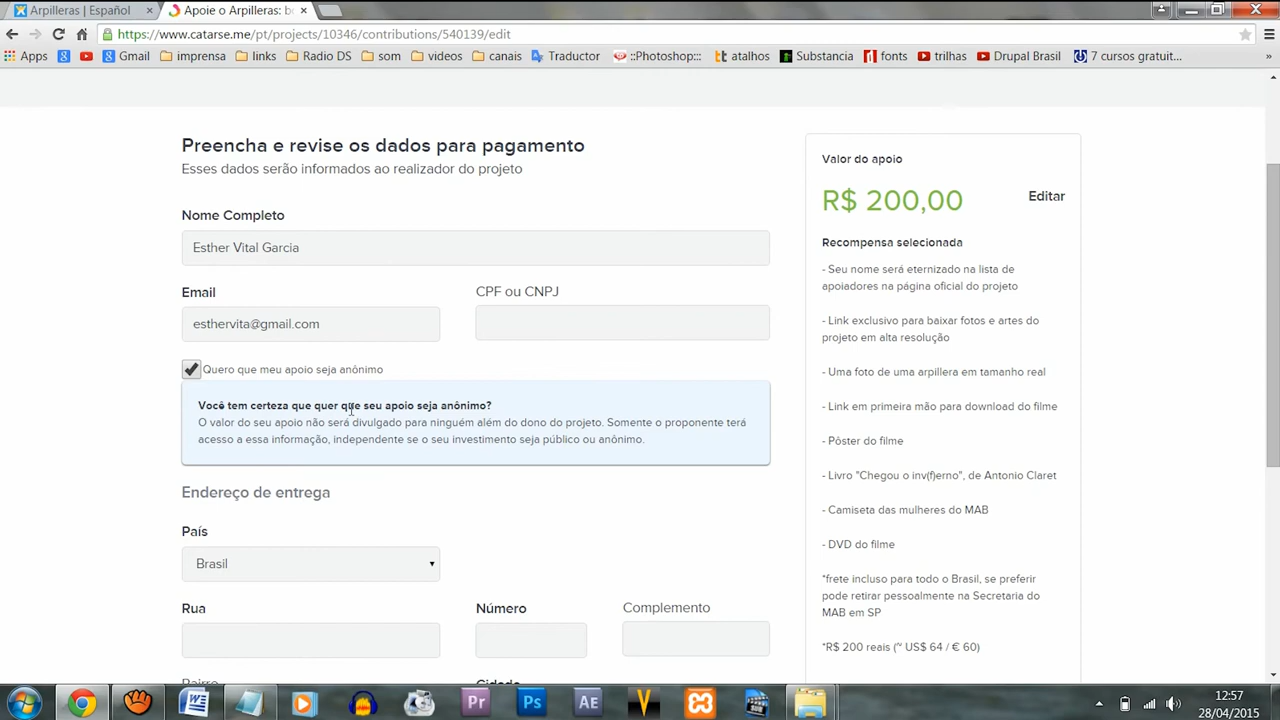 Arpilleras | Español
Apoie o Arpilleras: b
https://www.catarse.me/pt/projects/10346/contributions/540139/edit
Apps
Gmail
imprensa
links
Radio DS
som
videos
canais
Traductor
::Photoshop:::
atalhos
Substancia
fonts
trilhas
Drupal Brasil
7 cursos gratuit...
»
Preencha e revise os dados para pagamento
Esses dados serão informados ao realizador do projeto
Nome Completo
Esther Vital Garcia
Email
CPF ou CNPJ
esthervita@gmail.com
Quero que meu apoio seja anônimo
Você tem certeza que quer que seu apoio seja anônimo?
O valor do seu apoio não será divulgado para ninguém além do dono do projeto. Somente o proponente terá
acesso a essa informação, independente se o seu investimento seja público ou anônimo.
Endereço de entrega
País
Brasil
Rua
Número
Complemento
Bairro
Cidade
Valor do apoio
R$ 200,00
Editar
Recompensa selecionada
- Seu nome será eternizado na lista de
apoiadores na página oficial do projeto
- Link exclusivo para baixar fotos e artes do
projeto em alta resolução
- Uma foto de uma arpillera em tamanho real
- Link em primeira mão para download do filme
- Pôster do filme
- Livro "Chegou o inv(f)erno", de Antonio Claret
- Camiseta das mulheres do MAB
- DVD do filme
*frete incluso para todo o Brasil, se preferir
pode retirar pessoalmente na Secretaria do
MAB em SP
*R$ 200 reais (~ US$ 64 / € 60)
Pr
Ps
AE
V
12:57
28/04/2015